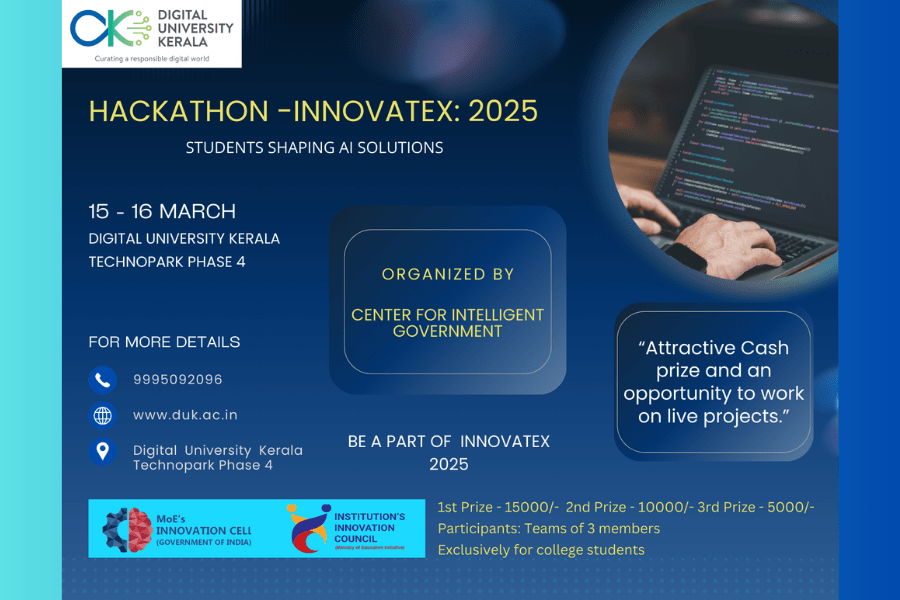 DIGITAL
UNIVERSITY
KERALA
Curating a responsible digital world
HACKATHON -INNOVATEX: 2025
STUDENTS SHAPING AI SOLUTIONS
15 - 16 MARCH
DIGITAL UNIVERSITY KERALA
TECHNOPARK PHASE 4
ORGANIZED BY
CENTER FOR INTELLIGENT
GOVERNMENT
"Attractive Cash
prize and an
opportunity to work
on live projects."
FOR MORE DETAILS
9995092096
www.duk.ac.in
Digital University Kerala
Technopark Phase 4
BE A PART OF INNOVATEX
2025
MoE's
INNOVATION CELL
(GOVERNMENT OF INDIA)
INSTITUTION'S
INNOVATION
COUNCIL
(Ministry of Education Initiative)
1st Prize - 15000/- 2nd Prize - 10000/- 3rd Prize - 5000/-
Participants: Teams of 3 members
Exclusively for college students